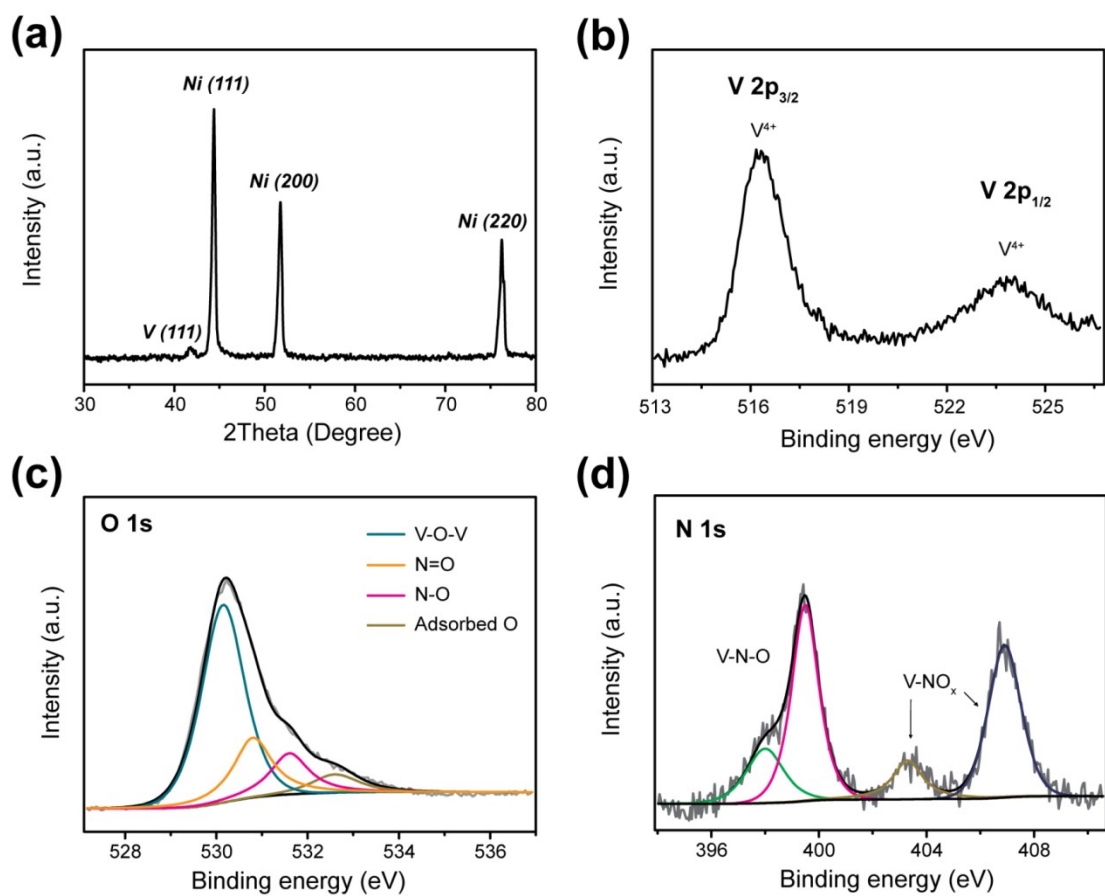 (a)
Ni (111)
Ni (200)
Ni (220)
V (111)
Intensity (a.u.)
30 40 50 60 70 80
2Theta (Degree)
(b)
V 2p3/2
V⁴⁺
V 2p1/2
V⁴⁺
Intensity (a.u.)
513 516 519 522 525
Binding energy (eV)
(c)
O 1s
V-O-V
N=O
N-O
Adsorbed O
Intensity (a.u.)
528 530 532 534 536
Binding energy (eV)
(d)
N 1s
V-N-O
V-NOx
Intensity (a.u.)
396 400 404 408
Binding energy (eV)